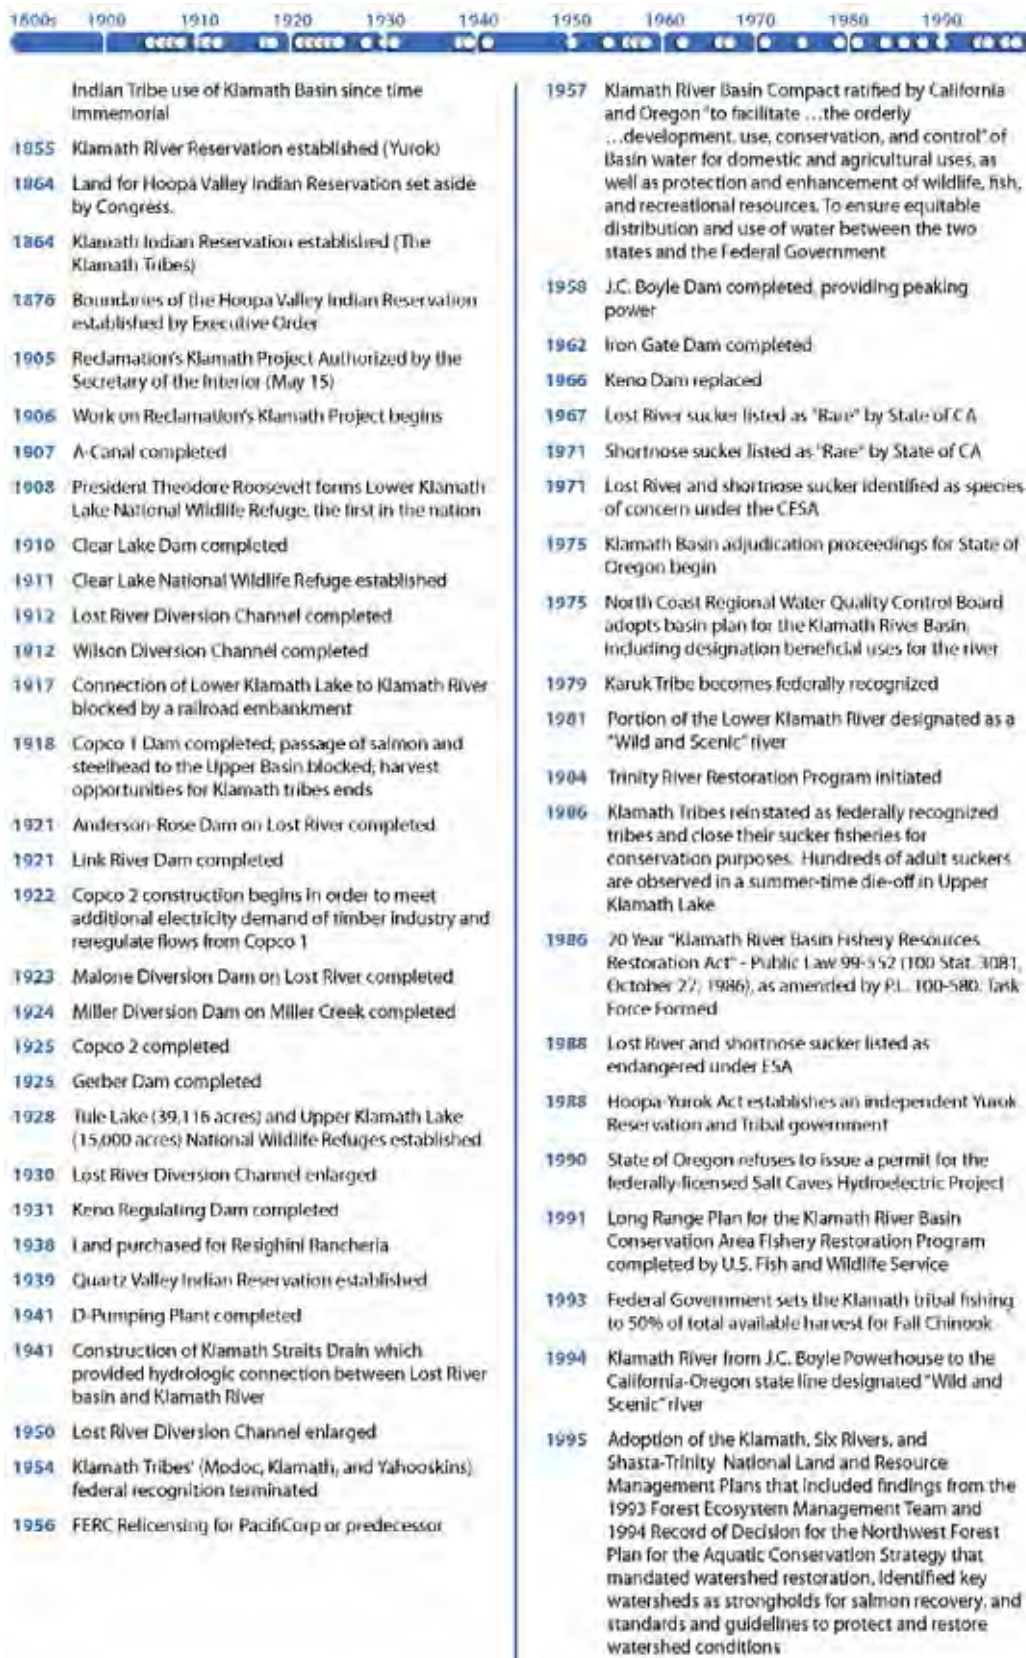 1800s 1900 1910 1920 1930 1940 1950 1960 1970 1980 1990
Indian Tribe use of Klamath Basin since time
immemorial
1855 Klamath River Reservation established (Yurok)
1864 Land for Hoopa Valley Indian Reservation set aside
by Congress.
1864 Klamath Indian Reservation established (The
Klamath Tribes)
1876 Boundaries of the Hoopa Valley Indian Reservation
established by Executive Order
1905 Reclamation's Klamath Project Authorized by the
Secretary of the Interior (May 15)
1906 Work on Reclamation's Klamath Project begins
1907 A-Canal completed
1908 President Theodore Roosevelt forms Lower Klamath
Lake National Wildlife Refuge, the first in the nation
1910 Clear Lake Dam completed
1911 Clear Lake National Wildlife Refuge established
1912 Lost River Diversion Channel completed
1912 Wilson Diversion Channel completed
1917 Connection of Lower Klamath Lake to Klamath River
blocked by a railroad embankment
1918 Copco 1 Dam completed; passage of salmon and
steelhead to the Upper Basin blocked; harvest
opportunities for Klamath tribes ends
1921 Anderson-Rose Dam on Lost River completed
1921 Link River Dam completed
1922 Copco 2 construction begins in order to meet
additional electricity demand of timber industry and
reregulate flows from Copco 1
1923 Malone Diversion Dam on Lost River completed
1924 Miller Diversion Dam on Miller Creek completed
1925 Copco 2 completed
1925 Gerber Dam completed
1928 Tule Lake (39,116 acres) and Upper Klamath Lake
(15,000 acres) National Wildlife Refuges established
1930 Lost River Diversion Channel enlarged
1931 Keno Regulating Dam completed
1938 Land purchased for Resighini Rancheria
1939 Quartz Valley Indian Reservation established
1941 D-Pumping Plant completed
1941 Construction of Klamath Straits Drain which
provided hydrologic connection between Lost River
basin and Klamath River
1950 Lost River Diversion Channel enlarged
1954 Klamath Tribes' (Modoc, Klamath, and Yahooskins)
federal recognition terminated
1956 FERC Relicensing for PacifiCorp or predecessor
1957 Klamath River Basin Compact ratified by California
and Oregon "to facilitate …the orderly
…development, use, conservation, and control" of
Basin water for domestic and agricultural uses, as
well as protection and enhancement of wildlife, fish,
and recreational resources. To ensure equitable
distribution and use of water between the two
states and the Federal Government
1958 J.C. Boyle Dam completed, providing peaking
power
1962 Iron Gate Dam completed
1966 Keno Dam replaced
1967 Lost River sucker listed as "Rare" by State of CA
1971 Shortnose sucker listed as "Rare" by State of CA
1971 Lost River and shortnose sucker identified as species
of concern under the CESA
1975 Klamath Basin adjudication proceedings for State of
Oregon begin
1975 North Coast Regional Water Quality Control Board
adopts basin plan for the Klamath River Basin,
including designation beneficial uses for the river
1979 Karuk Tribe becomes federally recognized
1981 Portion of the Lower Klamath River designated as a
"Wild and Scenic" river
1984 Trinity River Restoration Program initiated
1986 Klamath Tribes reinstated as federally recognized
tribes and close their sucker fisheries for
conservation purposes. Hundreds of adult suckers
are observed in a summer-time die-off in Upper
Klamath Lake
1986 20 Year "Klamath River Basin Fishery Resources
Restoration Act" - Public Law 99-552 (100 Stat. 3081,
October 27, 1986), as amended by P.L. 100-580. Task
Force Formed
1988 Lost River and shortnose sucker listed as
endangered under ESA
1988 Hoopa-Yurok Act establishes an independent Yurok
Reservation and Tribal government
1990 State of Oregon refuses to issue a permit for the
federally-licensed Salt Caves Hydroelectric Project
1991 Long Range Plan for the Klamath River Basin
Conservation Area Fishery Restoration Program
completed by U.S. Fish and Wildlife Service
1993 Federal Government sets the Klamath tribal fishing
to 50% of total available harvest for Fall Chinook
1994 Klamath River from J.C. Boyle Powerhouse to the
California-Oregon state line designated "Wild and
Scenic" river
1995 Adoption of the Klamath, Six Rivers, and
Shasta-Trinity National Land and Resource
Management Plans that included findings from the
1993 Forest Ecosystem Management Team and
1994 Record of Decision for the Northwest Forest
Plan for the Aquatic Conservation Strategy that
mandated watershed restoration, identified key
watersheds as strongholds for salmon recovery, and
standards and guidelines to protect and restore
watershed conditions